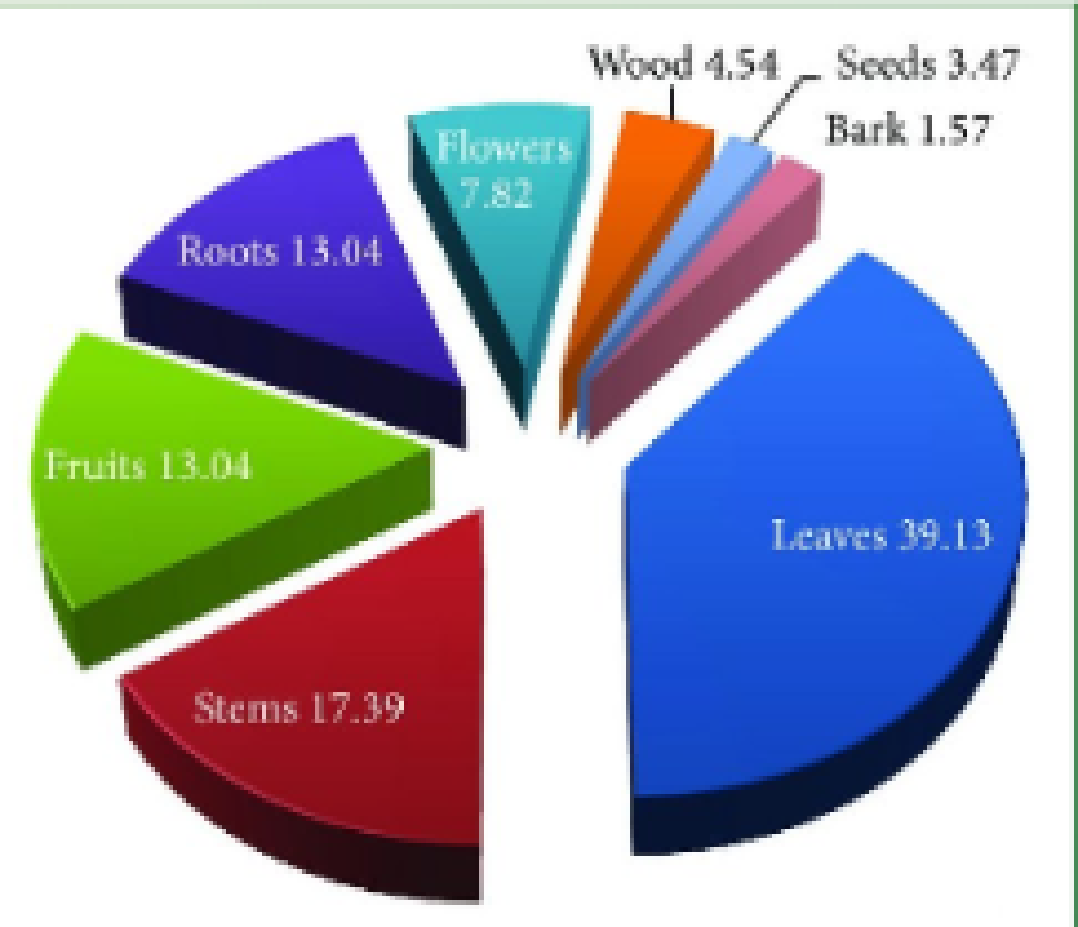 Wood 4.54
Seeds 3.47
Bark 1.57
Flowers
7.82
Roots 13.04
Fruits 13.04
Leaves 39.13
Stems 17.39